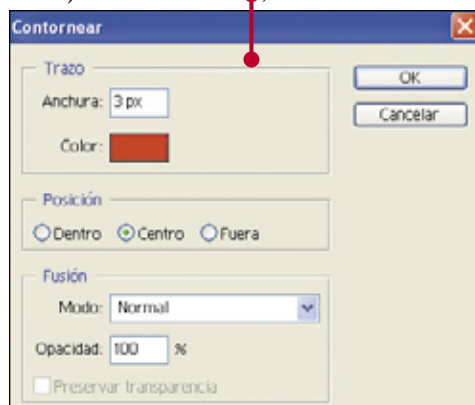 Contornear
Trazo
Anchura: 3 px
Color:
OK
Cancelar
Posición
Dentro Centro Fuera
Fusión
Modo: Normal
Opacidad: 100 %
Preservar transparencia